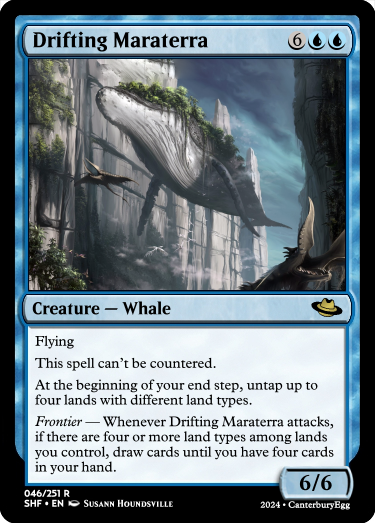 Drifting Maraterra 6
Creature — Whale
Flying
This spell can't be countered.
At the beginning of your end step, untap up to
four lands with different land types.
Frontier — Whenever Drifting Maraterra attacks,
if there are four or more land types among lands
you control, draw cards until you have four cards
in your hand.
6/6
046/251 R
SHF • EN Susann Houndsville
2024 • CanterburyEgg